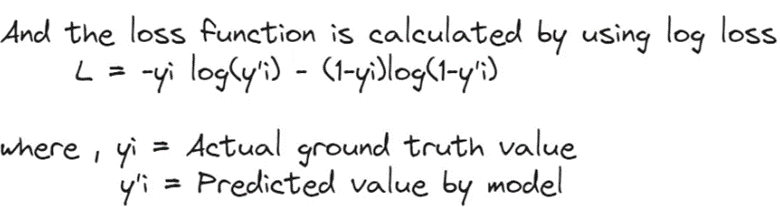 And the loss function is calculated by using log loss
L = -yi log(y'i) - (1-yi)log(1-y'i)
where , yi = Actual ground truth value
y'i = Predicted value by model